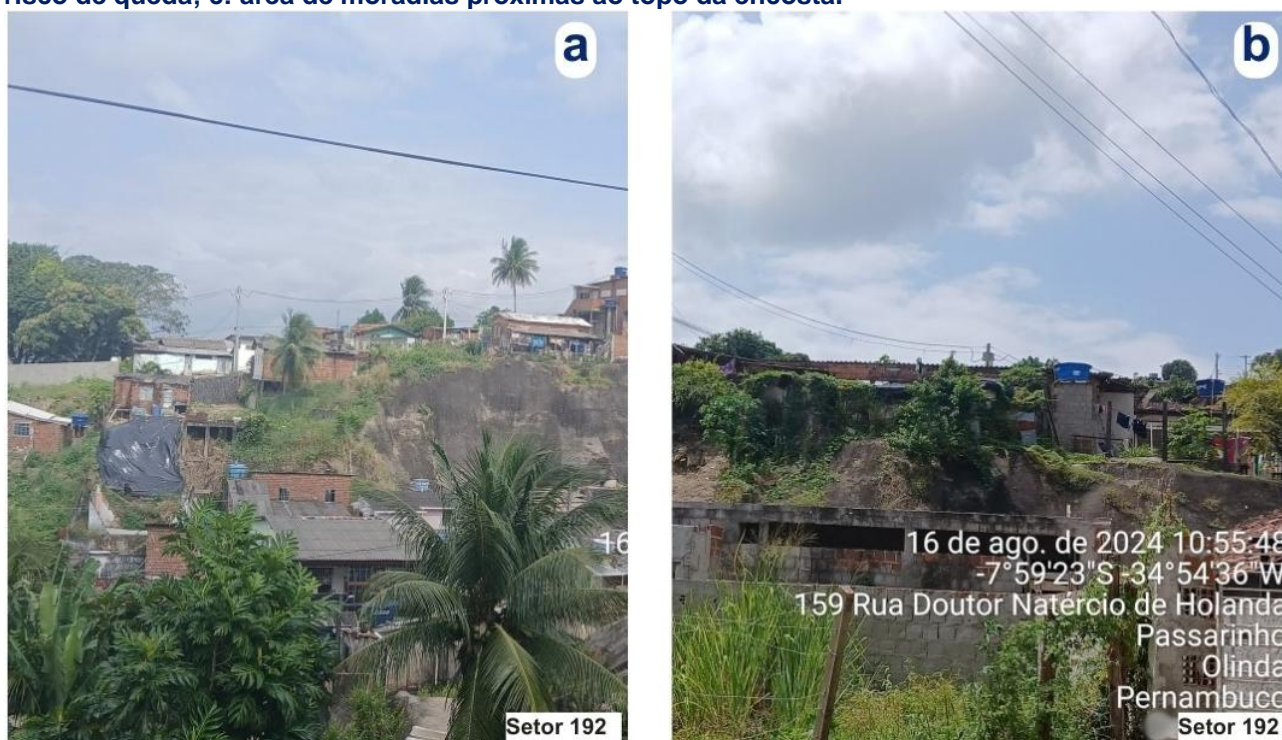 risco de queda; c. área de moradias próximas ao topo da encosta.
a
16
Setor 192
b
16 de ago. de 2024 10:55:48
-7°59'23"S -34°54'36"W
159 Rua Doutor Natércio de Holanda
Passarinho
Olinda
Pernambuco
Setor 192